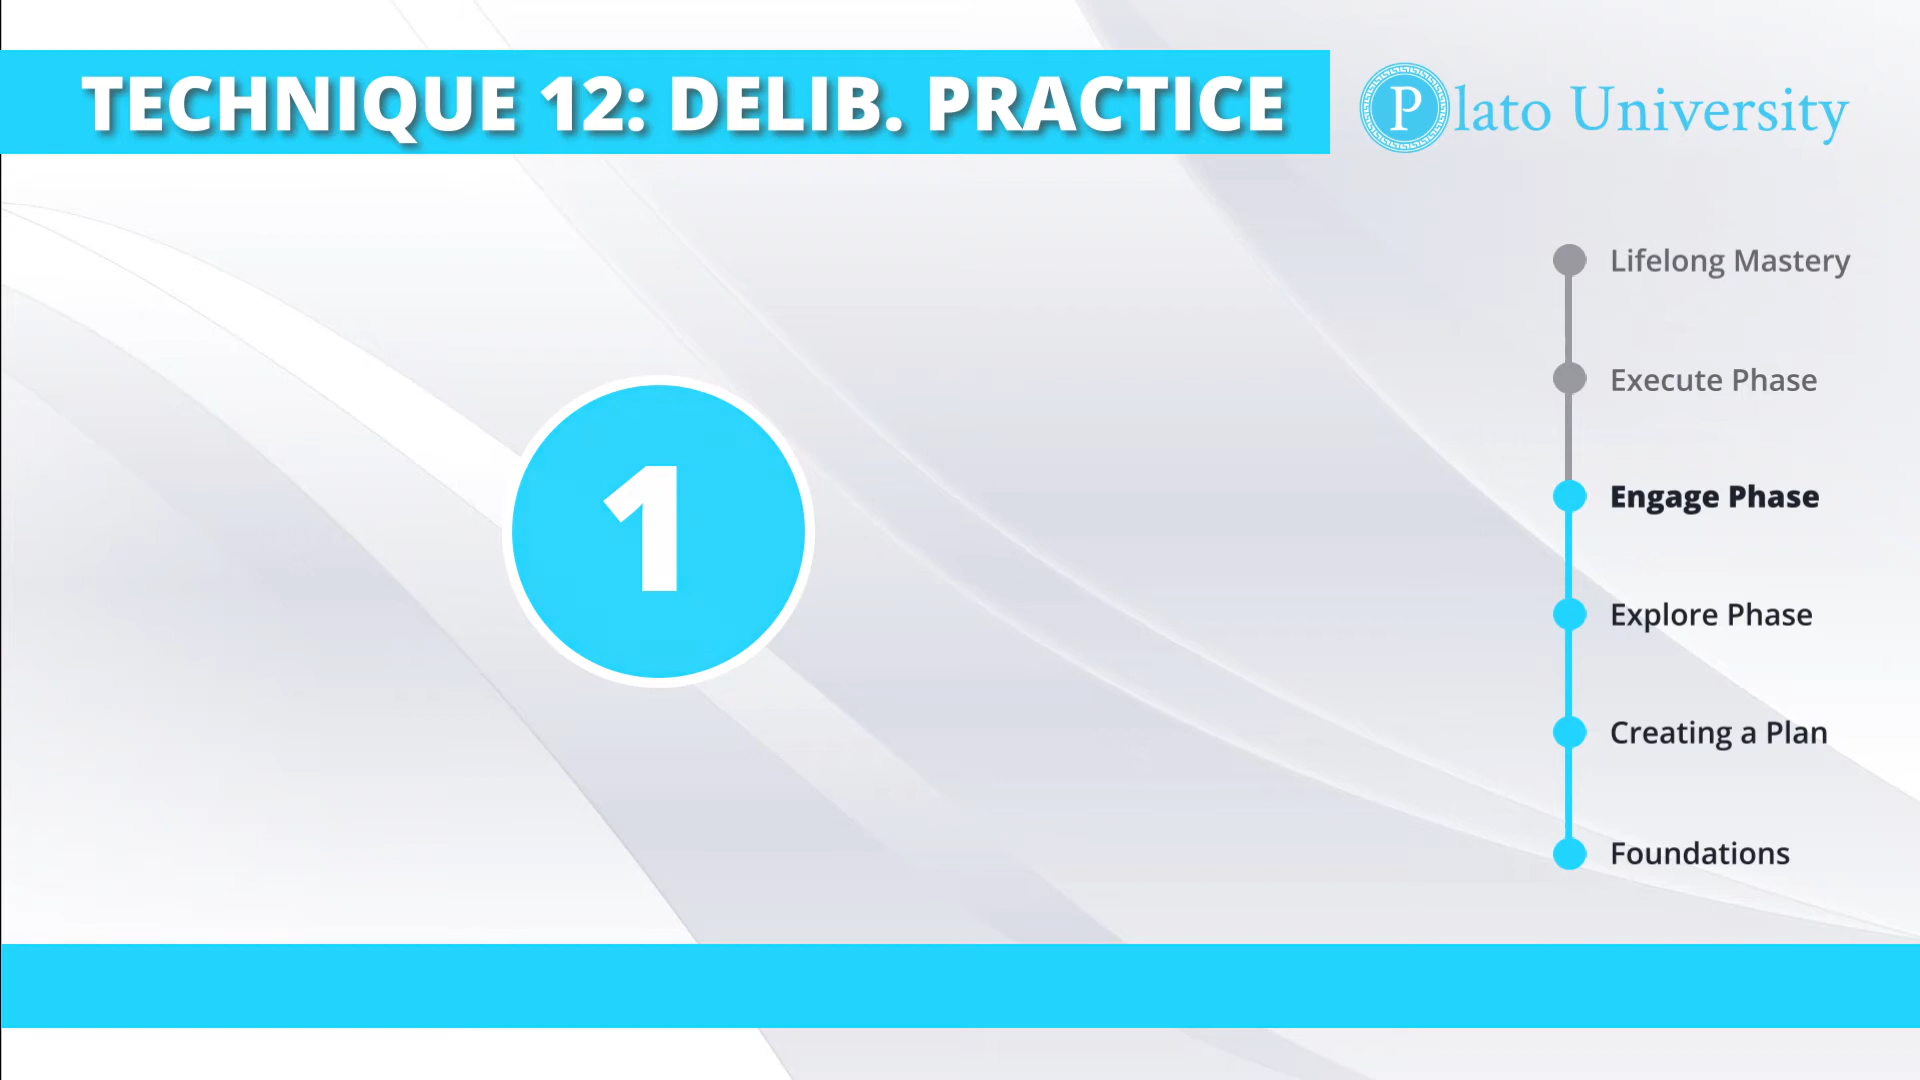 TECHNIQUE 12: DELIB. PRACTICE
Plato University
Lifelong Mastery
Execute Phase
1
Engage Phase
Explore Phase
Creating a Plan
Foundations